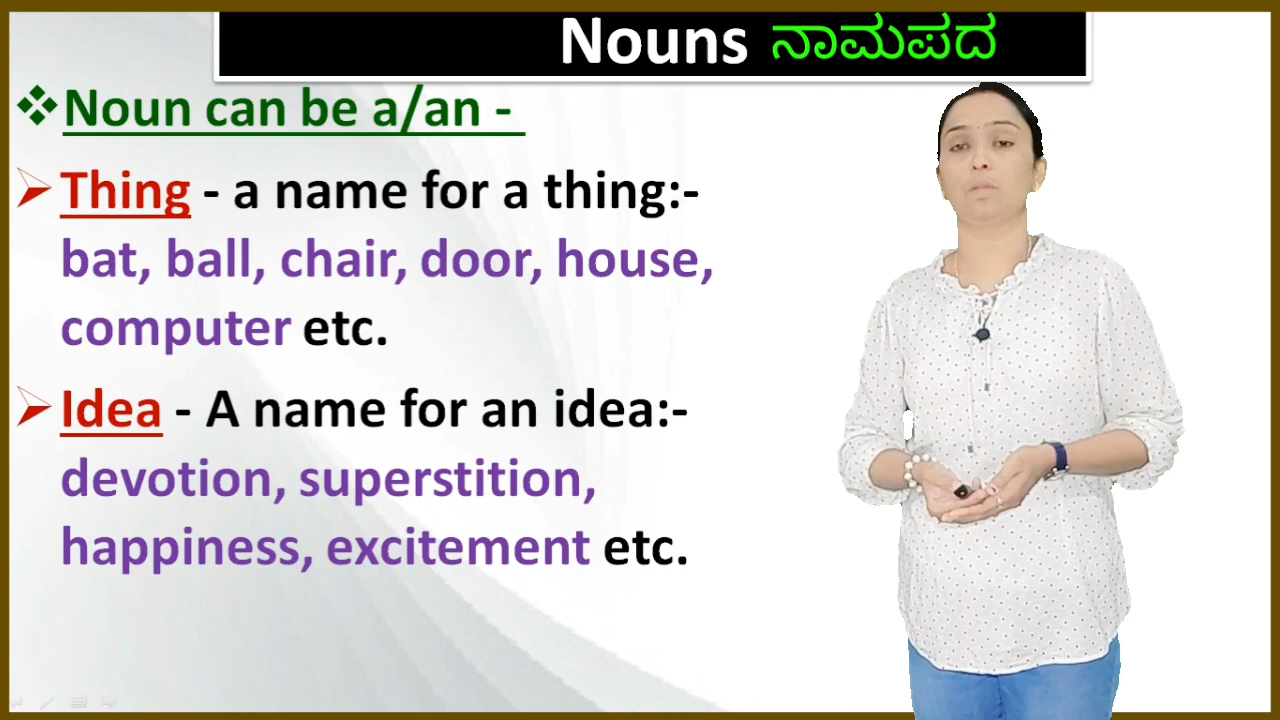 Nouns ನಾಮಪದ
Noun can be a/an -
Thing - a name for a thing:-
bat, ball, chair, door, house,
computer etc.
Idea - A name for an idea:-
devotion, superstition,
happiness, excitement etc.